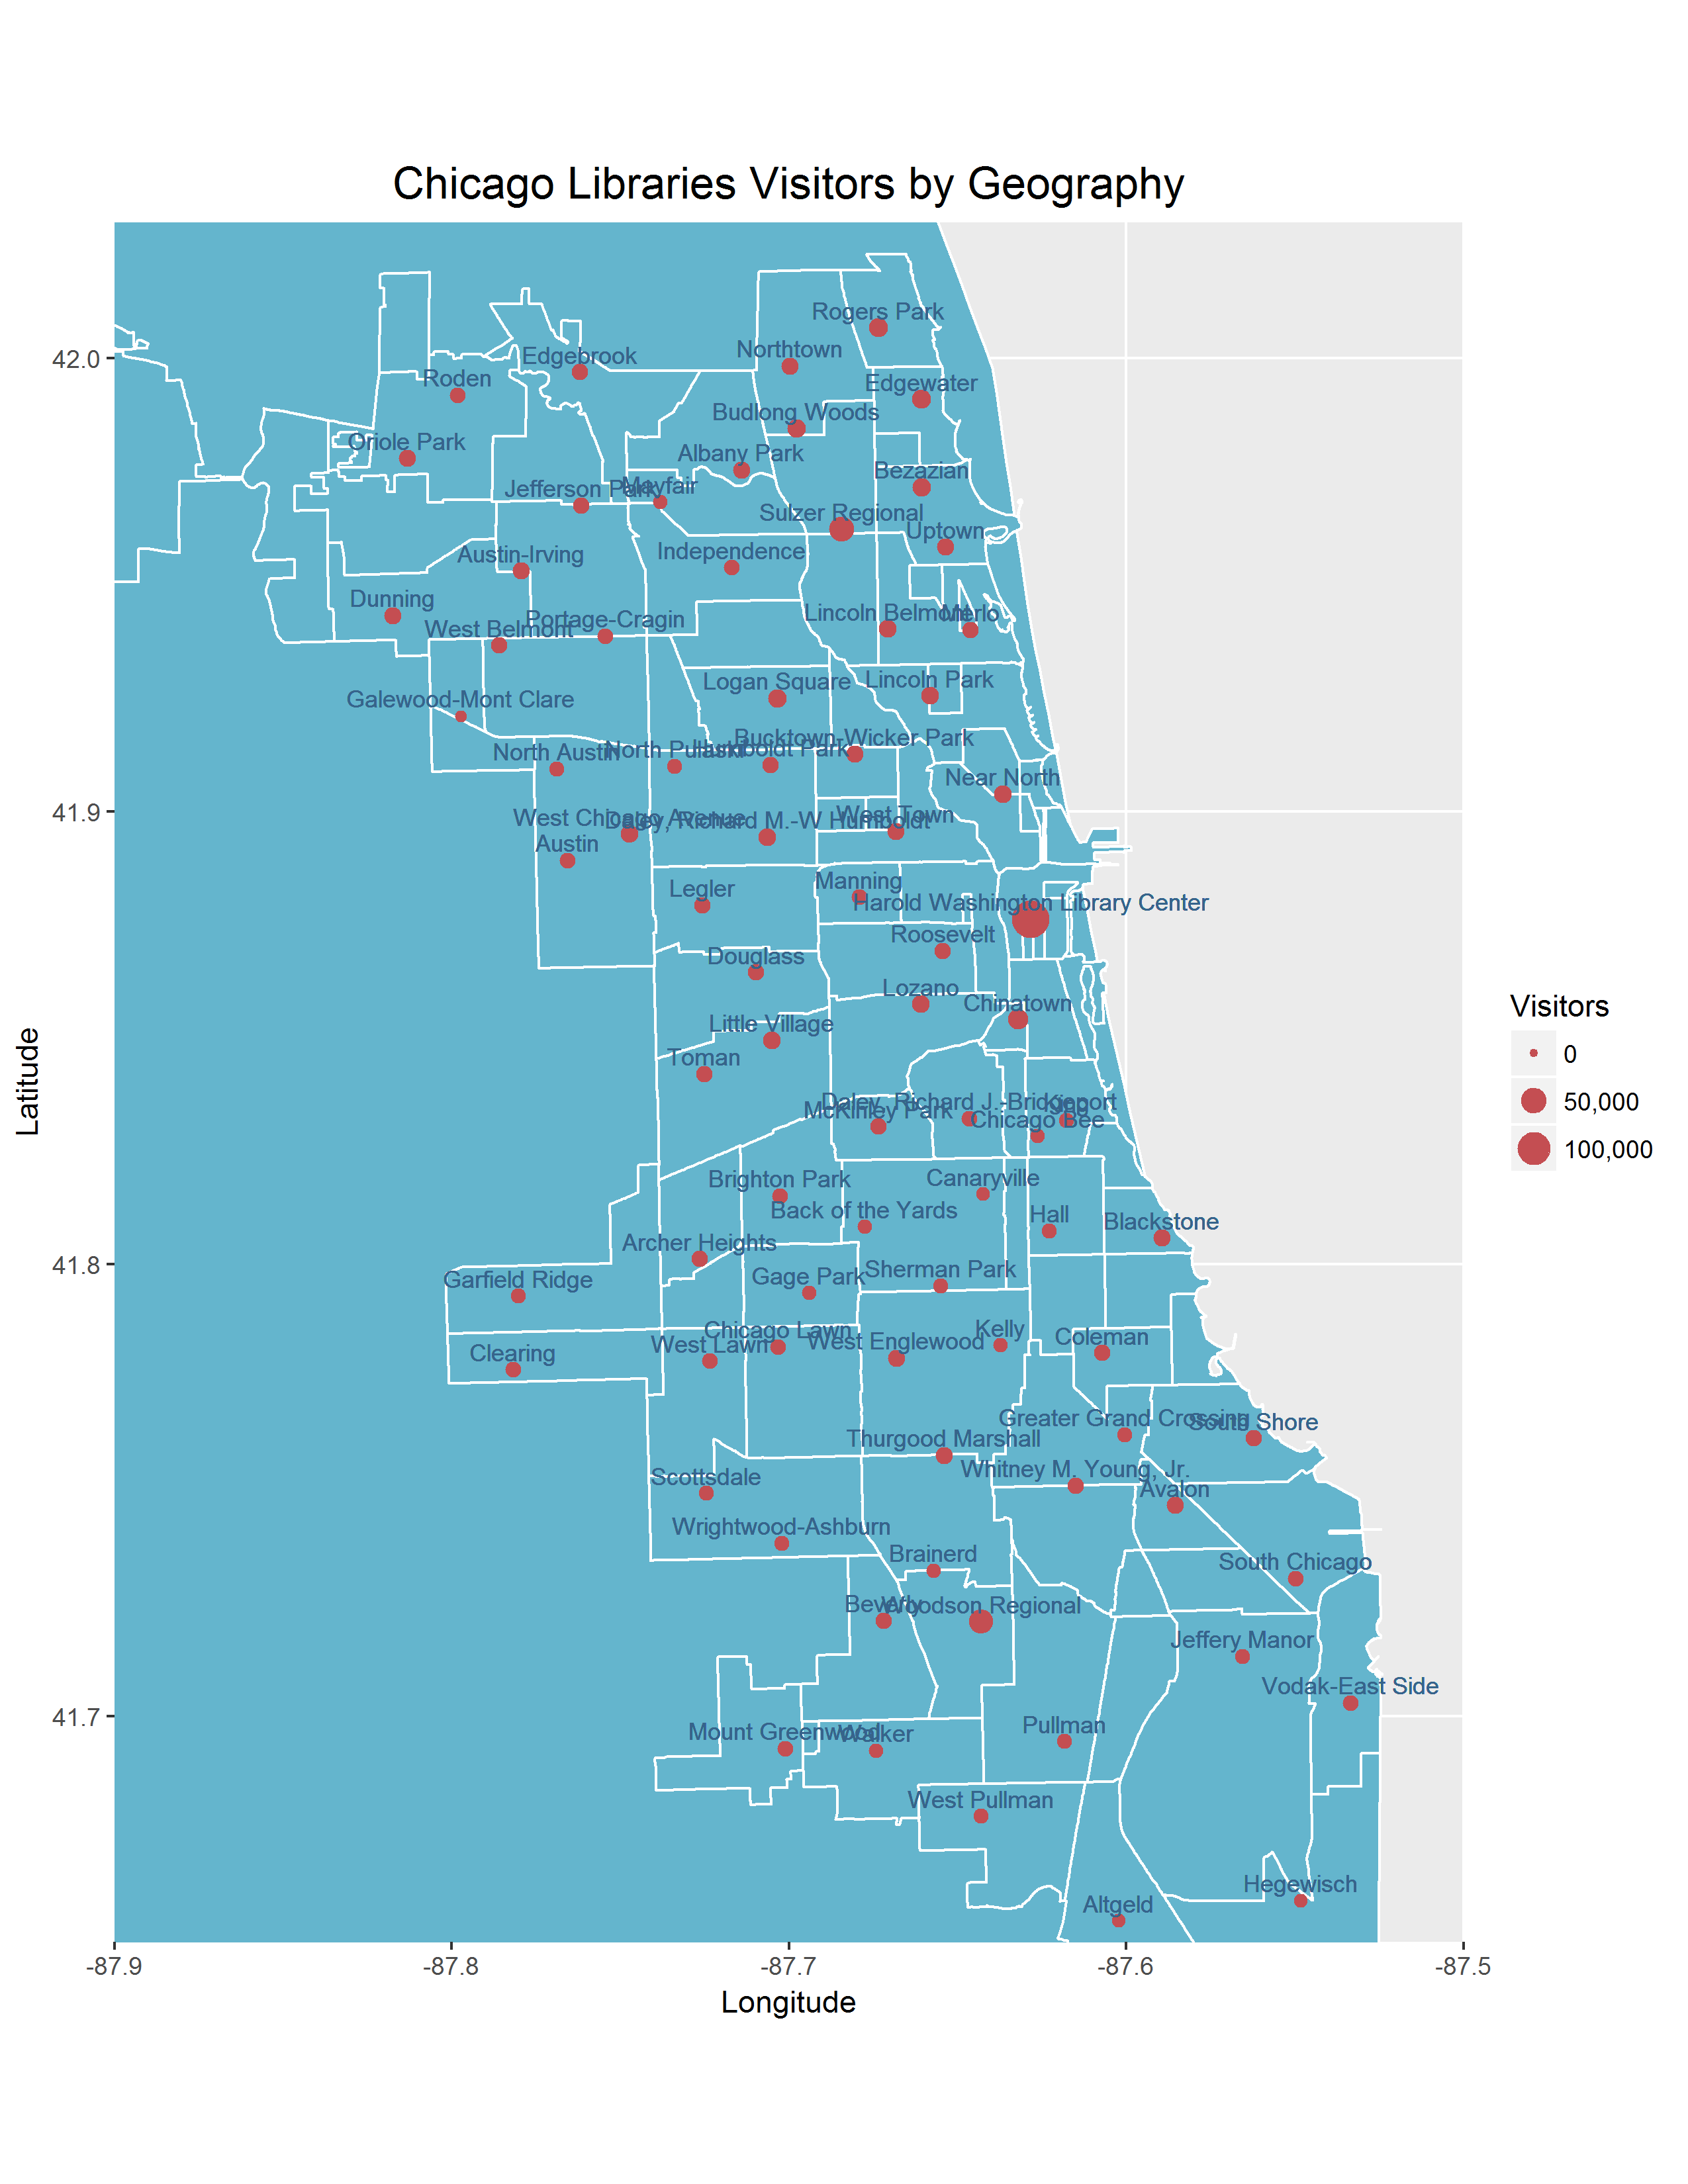 Chicago Libraries Visitors by Geography
Rogers Park
Northtown
Edgebrook
Roden
Edgewater
Budlong Woods
Oriole Park
Albany Park
Bezazian
Jefferson Park
Mayfair
Sulzer Regional
Uptown
Independence
Austin-Irving
Dunning
Lincoln Belmont
Merlo
Portage-Cragin
West Belmont
Lincoln Park
Logan Square
Galewood-Mont Clare
Bucktown-Wicker Park
North Austin
North Pulaski
Humboldt Park
Near North
West Town
West Chicago Avenue
Daley, Richard M.-W Humboldt
Austin
Manning
Legler
Harold Washington Library Center
Roosevelt
Douglass
Lozano
Chinatown
Little Village
Toman
Daley, Richard J.-Bridgeport
King
McKinley Park
Chicago Bee
Canaryville
Brighton Park
Back of the Yards
Hall
Blackstone
Archer Heights
Sherman Park
Gage Park
Garfield Ridge
Kelly
Chicago Lawn
Coleman
West Englewood
West Lawn
Clearing
Greater Grand Crossing
South Shore
Thurgood Marshall
Whitney M. Young, Jr.
Scottsdale
Avalon
Wrightwood-Ashburn
Brainerd
South Chicago
Beverly
Woodson Regional
Jeffery Manor
Vodak-East Side
Pullman
Mount Greenwood
Walker
West Pullman
Hegewisch
Altgeld
42.0
41.9
41.8
41.7
Latitude
-87.9
-87.8
-87.7
-87.6
-87.5
Longitude
Visitors
0
50,000
100,000